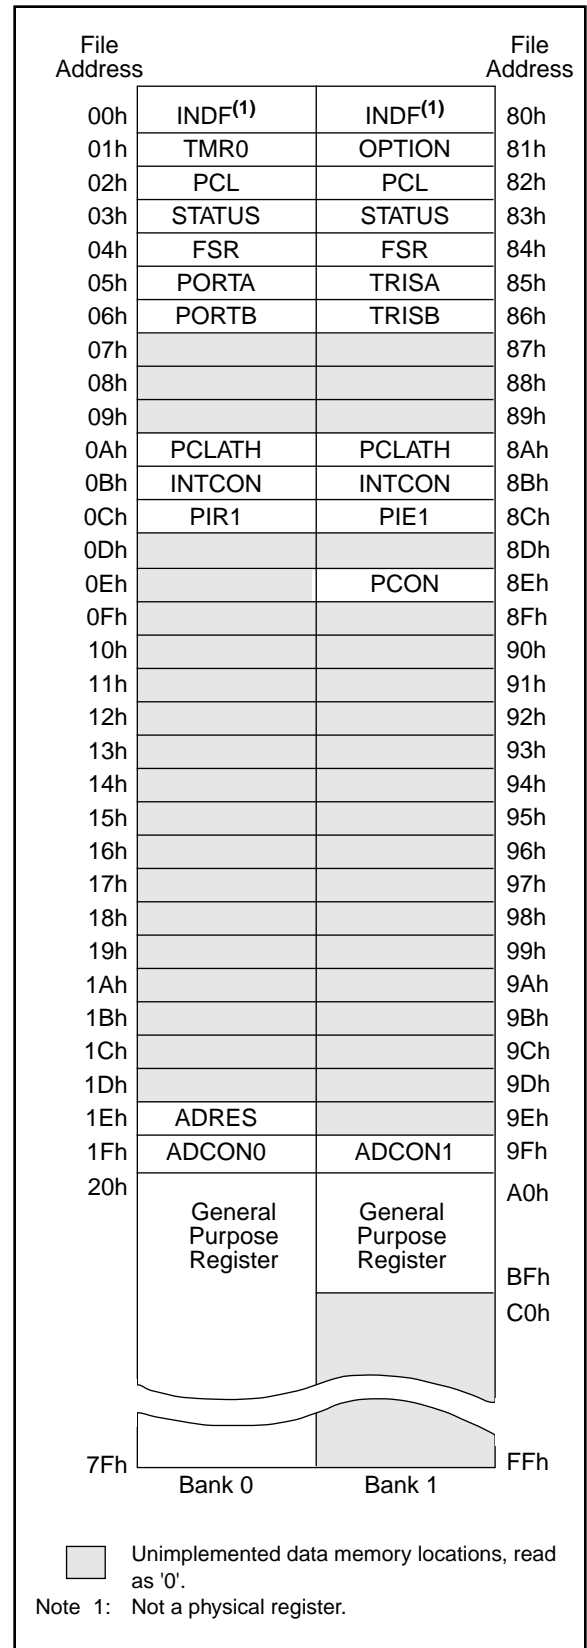 File Address File Address
00h INDF(1) INDF(1) 80h
01h TMR0 OPTION 81h
02h PCL PCL 82h
03h STATUS STATUS 83h
04h FSR FSR 84h
05h PORTA TRISA 85h
06h PORTB TRISB 86h
07h 87h
08h 88h
09h 89h
0Ah PCLATH PCLATH 8Ah
0Bh INTCON INTCON 8Bh
0Ch PIR1 PIE1 8Ch
0Dh 8Dh
0Eh PCON 8Eh
0Fh 8Fh
10h 90h
11h 91h
12h 92h
13h 93h
14h 94h
15h 95h
16h 96h
17h 97h
18h 98h
19h 99h
1Ah 9Ah
1Bh 9Bh
1Ch 9Ch
1Dh 9Dh
1Eh ADRES 9Eh
1Fh ADCON0 ADCON1 9Fh
20h A0h
General General
Purpose Purpose
Register Register
BFh
C0h
7Fh FFh
Bank 0 Bank 1
Unimplemented data memory locations, read
as '0'.
Note 1: Not a physical register.